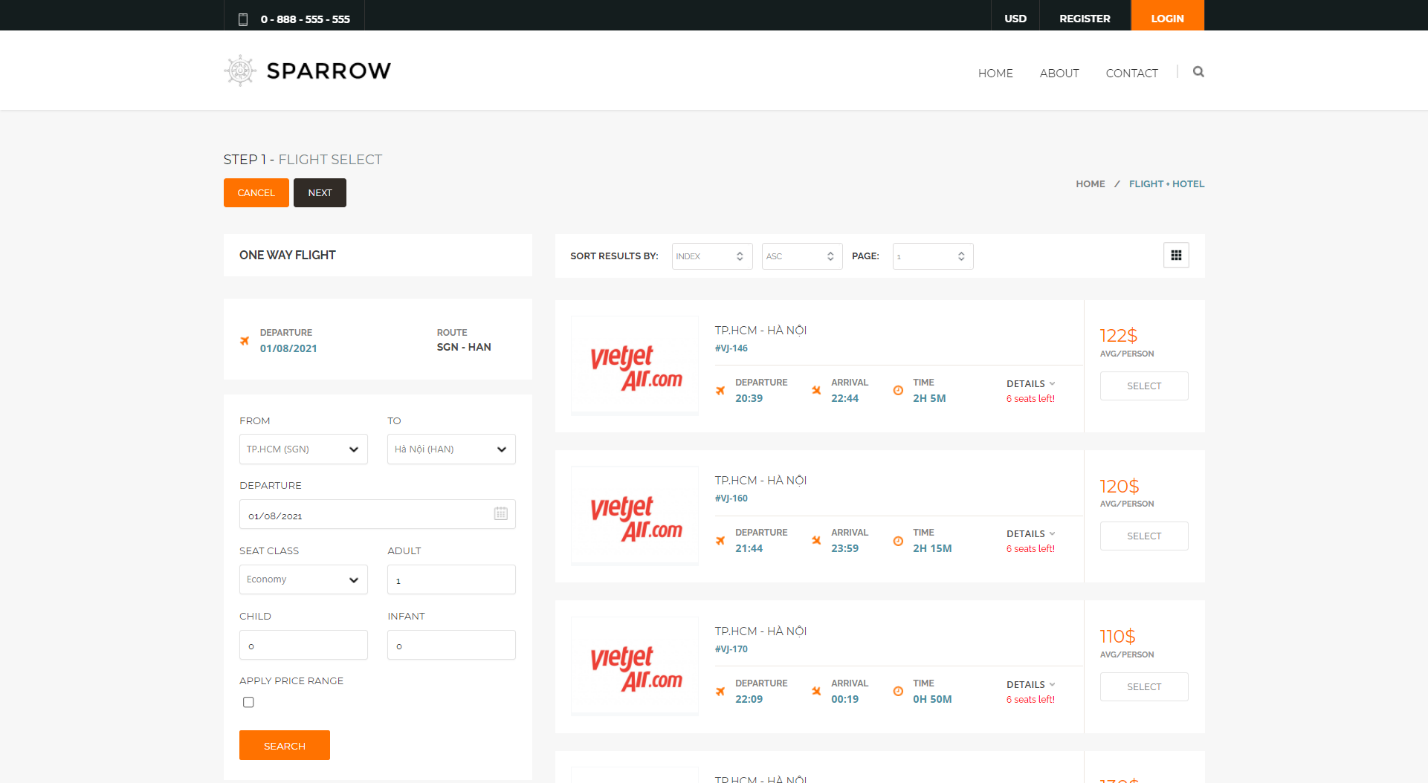 0 - 888 - 555 - 555
USD REGISTER LOGIN
SPARROW
HOME ABOUT CONTACT
STEP 1 - FLIGHT SELECT
CANCEL NEXT
HOME / FLIGHT + HOTEL
ONE WAY FLIGHT
DEPARTURE ROUTE
01/08/2021 SGN - HAN
FROM TO
TP.HCM (SGN) Hà Nội (HAN)
DEPARTURE
01/08/2021
SEAT CLASS ADULT
Economy 1
CHILD INFANT
0 0
APPLY PRICE RANGE
SEARCH
SORT RESULTS BY: INDEX ASC PAGE: 1
vietjet
Air.com
TP.HCM - HÀ NỘI
#VJ-146
DEPARTURE ARRIVAL TIME DETAILS
20:39 22:44 2H 5M 6 seats left!
122$
AVG/PERSON
SELECT
vietjet
Air.com
TP.HCM - HÀ NỘI
#VJ-160
DEPARTURE ARRIVAL TIME DETAILS
21:44 23:59 2H 15M 6 seats left!
120$
AVG/PERSON
SELECT
vietjet
Air.com
TP.HCM - HÀ NỘI
#VJ-170
DEPARTURE ARRIVAL TIME DETAILS
22:09 00:19 0H 50M 6 seats left!
110$
AVG/PERSON
SELECT
TP.HCM - HÀ NỘI